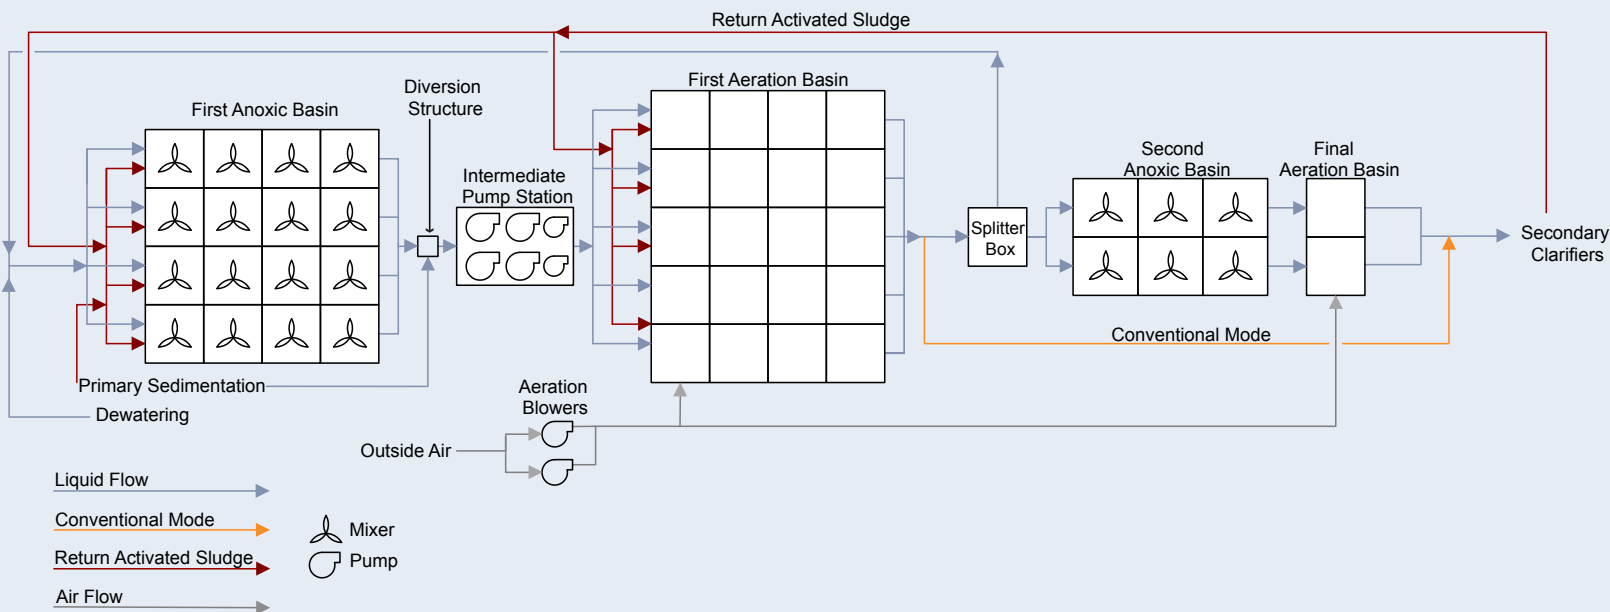 Return Activated Sludge
First Aeration Basin
Diversion
Structure
First Anoxic Basin
Intermediate
Pump Station
Second
Anoxic Basin
Final
Aeration Basin
Splitter
Box
Secondary
Clarifiers
Conventional Mode
Primary Sedimentation
Dewatering
Aeration
Blowers
Outside Air
Liquid Flow
Conventional Mode
Return Activated Sludge
Air Flow
Mixer
Pump